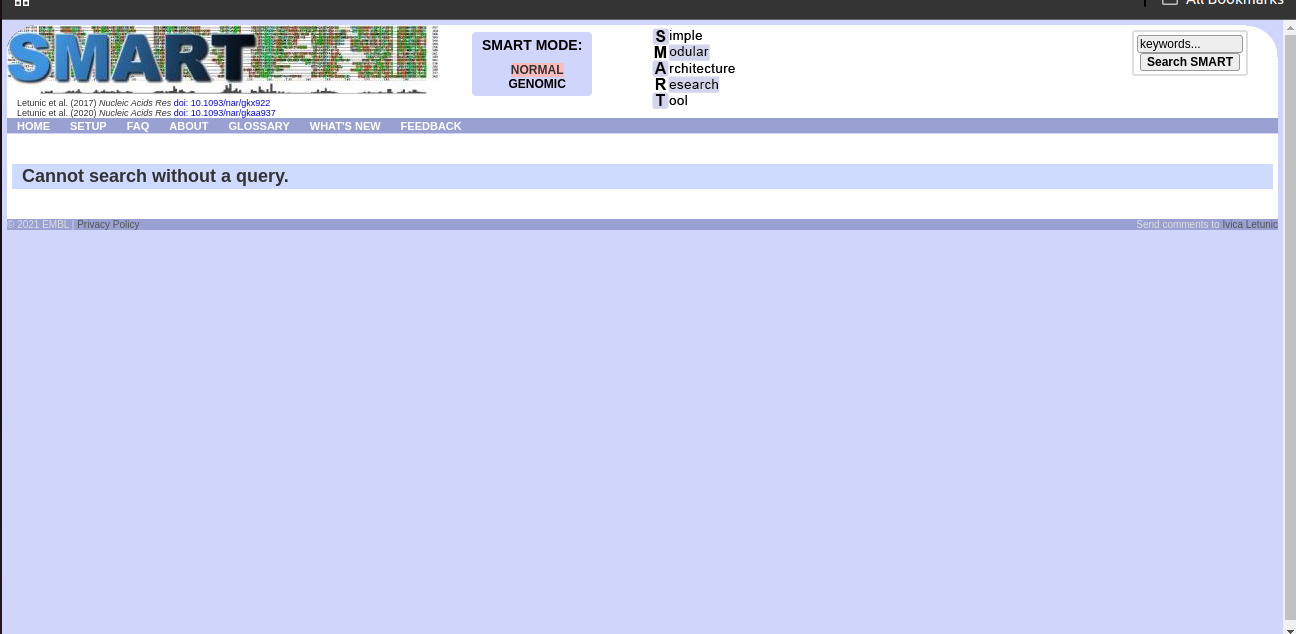 All Bookmarks
SMART
SMART MODE:
NORMAL
GENOMIC
Simple
Modular
Architecture
Research
Tool
keywords...
Search SMART
Letunic et al. (2017) Nucleic Acids Res doi: 10.1093/nar/gkx922
Letunic et al. (2020) Nucleic Acids Res doi: 10.1093/nar/gkaa937
HOME SETUP FAQ ABOUT GLOSSARY WHAT'S NEW FEEDBACK
Cannot search without a query.
© 2021 EMBL | Privacy Policy
Send comments to Ivica Letunic